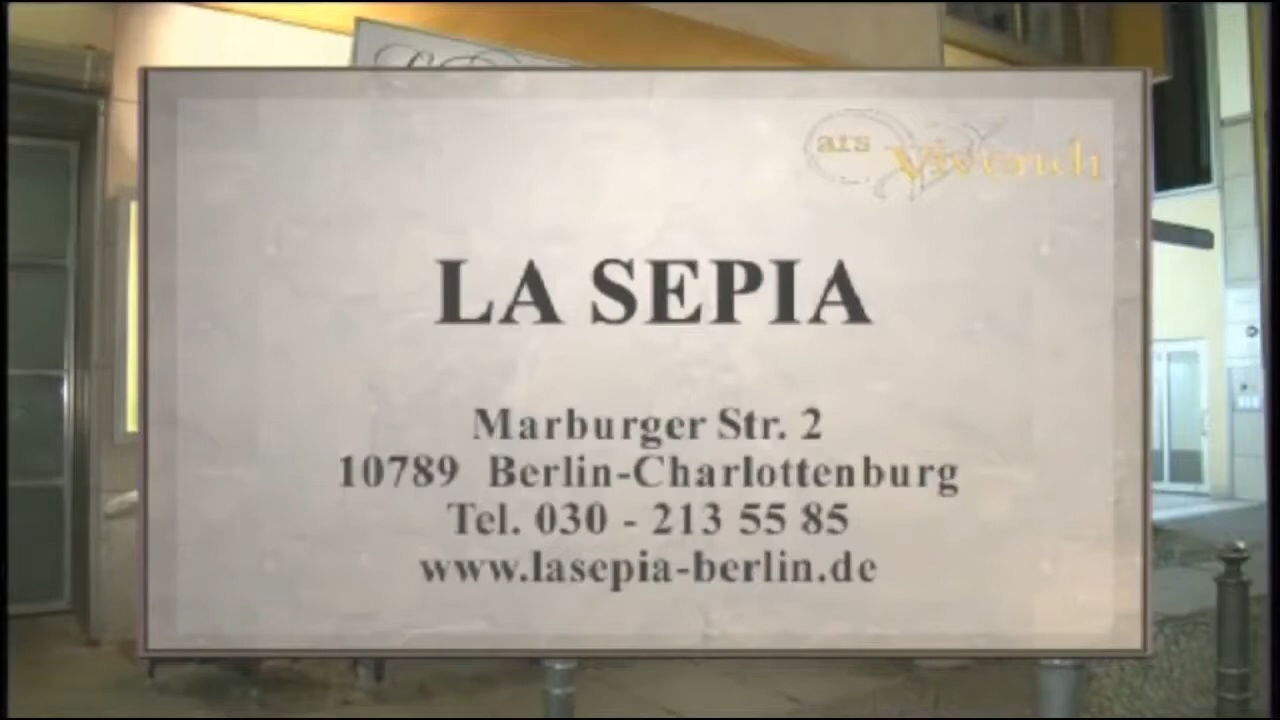 ars Vivendi
LA SEPIA
Marburger Str. 2
10789 Berlin-Charlottenburg
Tel. 030 - 213 55 85
www.lasepia-berlin.de